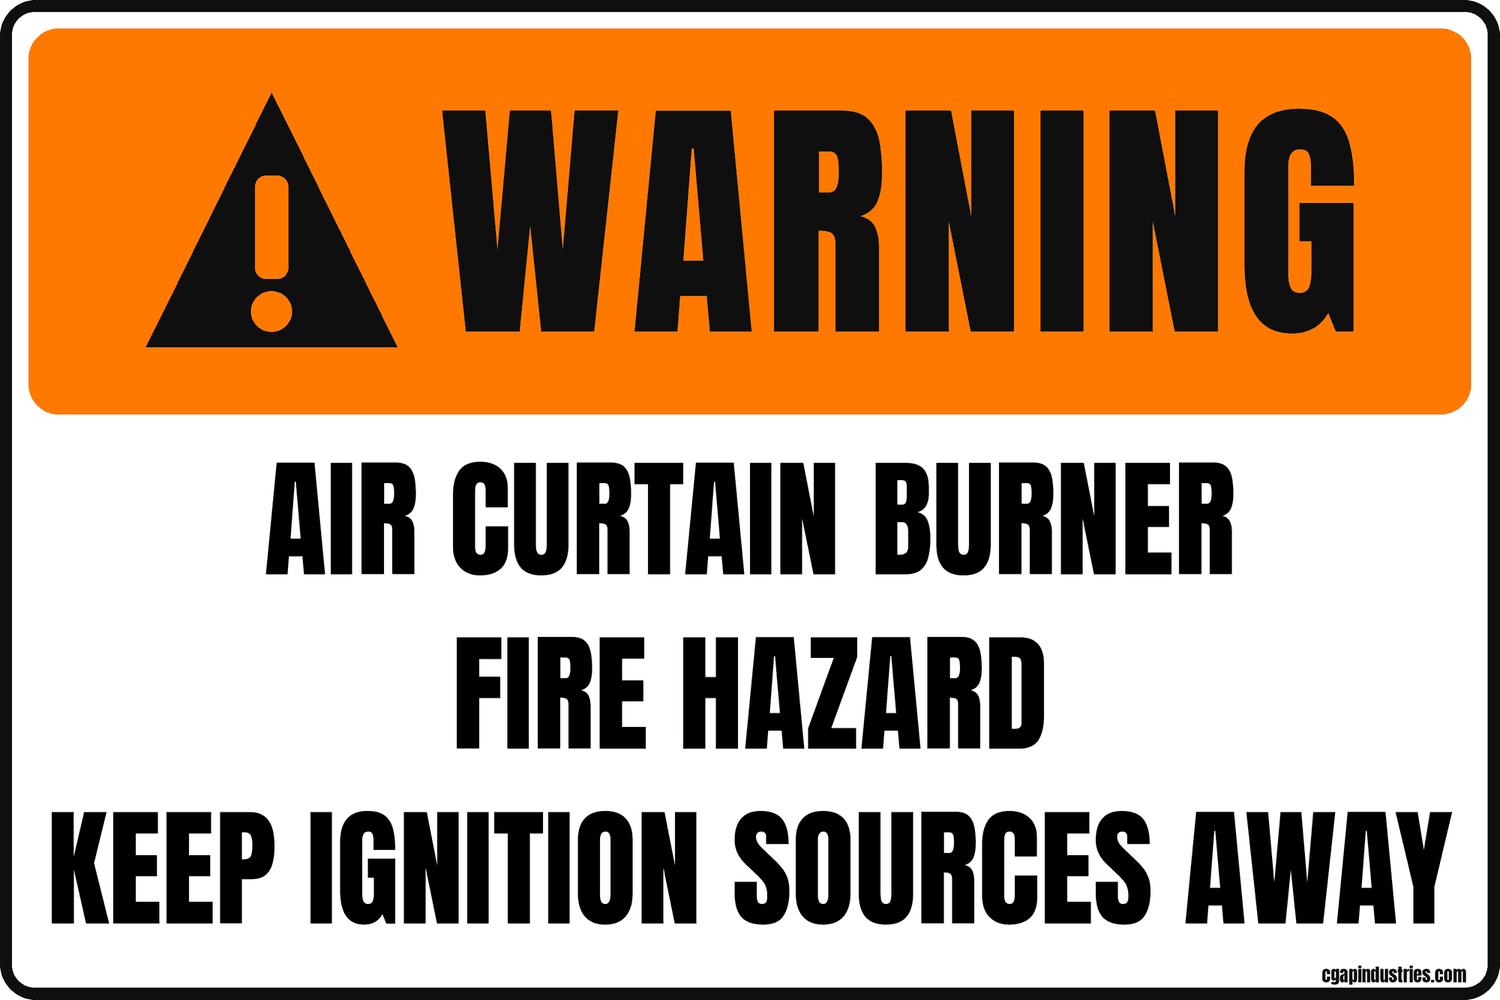 WARNING
AIR CURTAIN BURNER
FIRE HAZARD
KEEP IGNITION SOURCES AWAY
cgapindustries.com